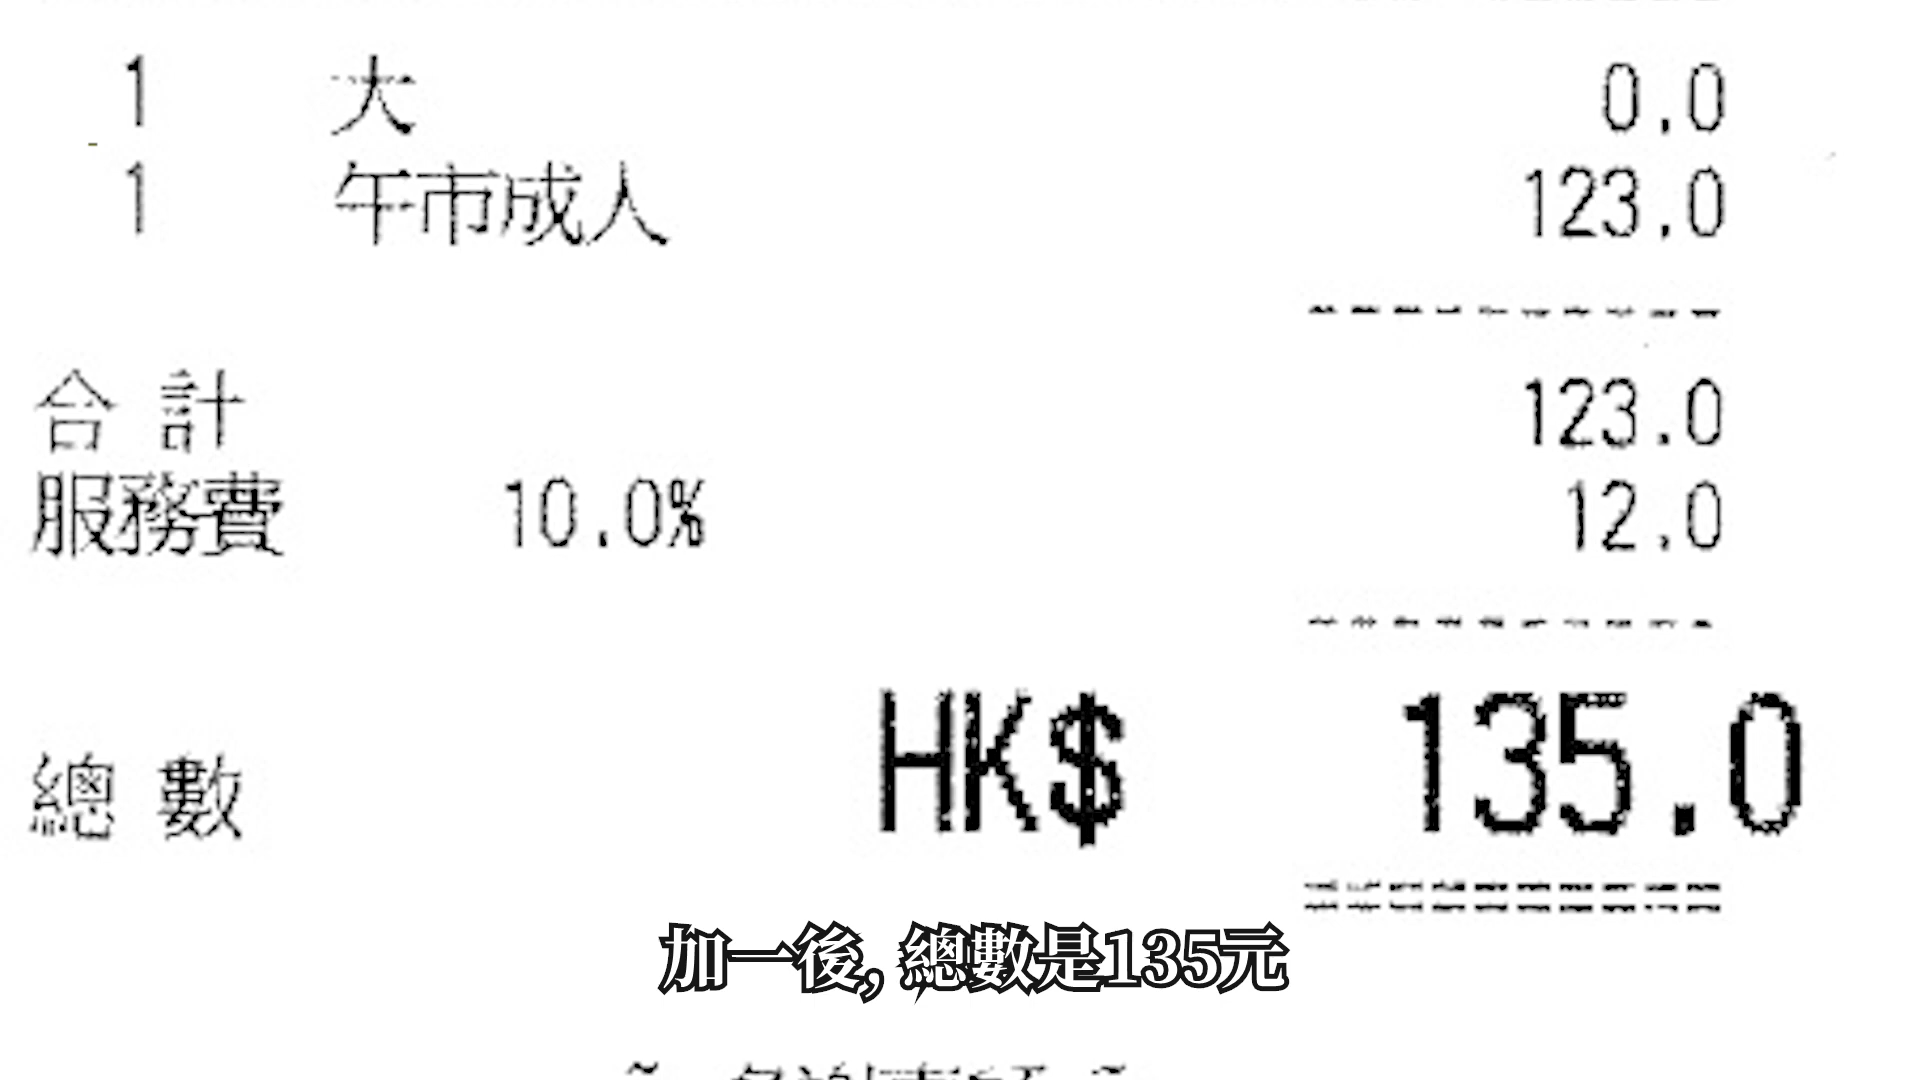 1 大 0.0
1 午市成人 123.0
合 計 123.0
服務費 10.0% 12.0
總 數 HK$ 135.0
加一後, 總數是135元